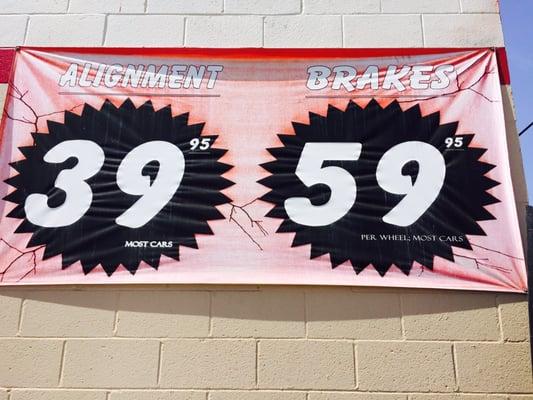 ALIGNMENT
39 95
MOST CARS
BRAKES
59 95
PER WHEEL; MOST CARS